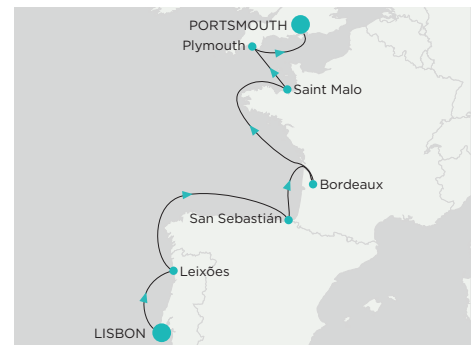 PORTSMOUTH
Plymouth
Saint Malo
Bordeaux
San Sebastián
Leixões
LISBON